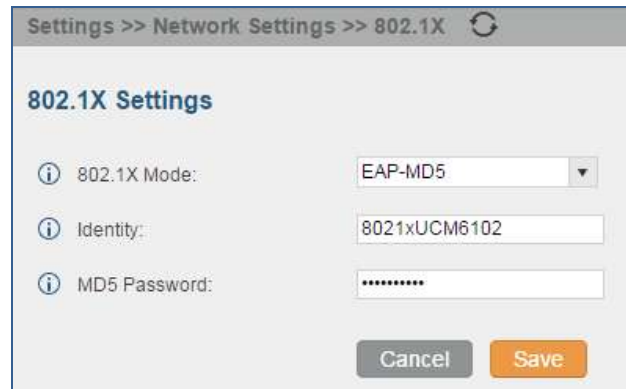 Settings >> Network Settings >> 802.1X
802.1X Settings
802.1X Mode: EAP-MD5
Identity: 8021xUCM6102
MD5 Password: ••••••••••
Cancel Save